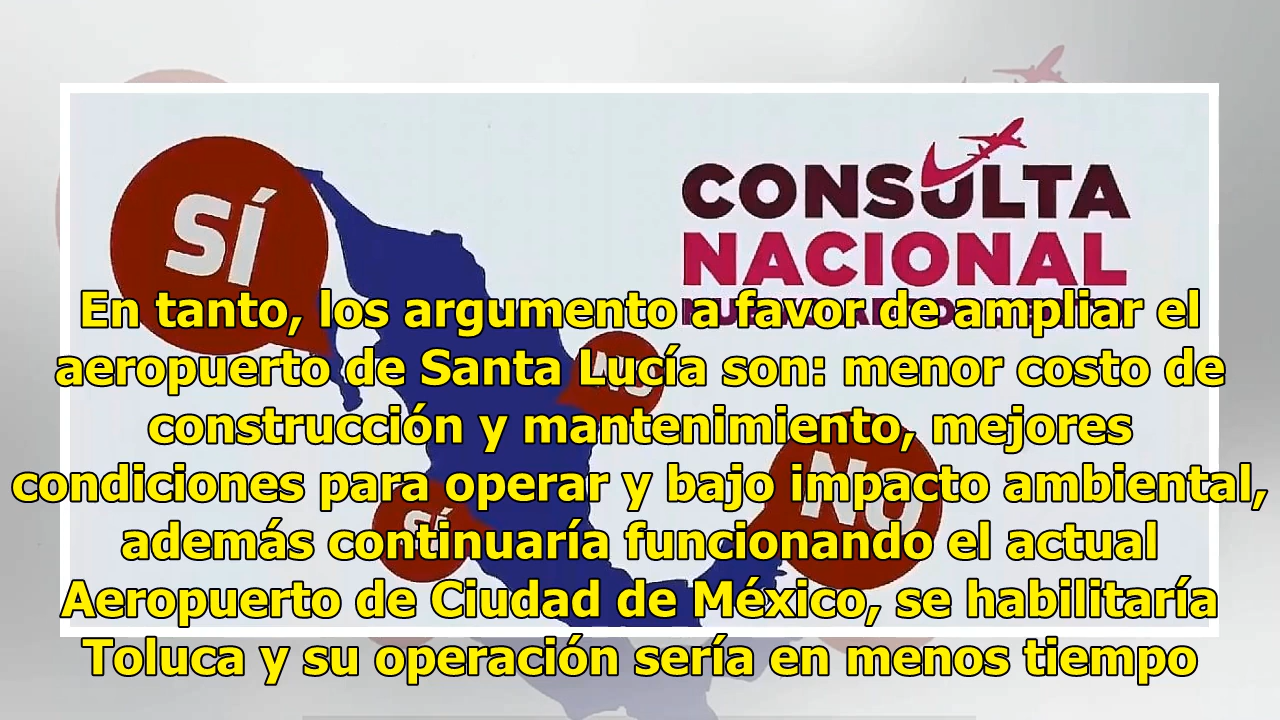 SÍ
CONSULTA
NACIONAL
En tanto, los argumento a favor de ampliar el
aeropuerto de Santa Lucía son: menor costo de
construcción y mantenimiento, mejores
condiciones para operar y bajo impacto ambiental,
además continuaría funcionando el actual
Aeropuerto de Ciudad de México, se habilitaría
Toluca y su operación sería en menos tiempo
NO
NO
SÍ